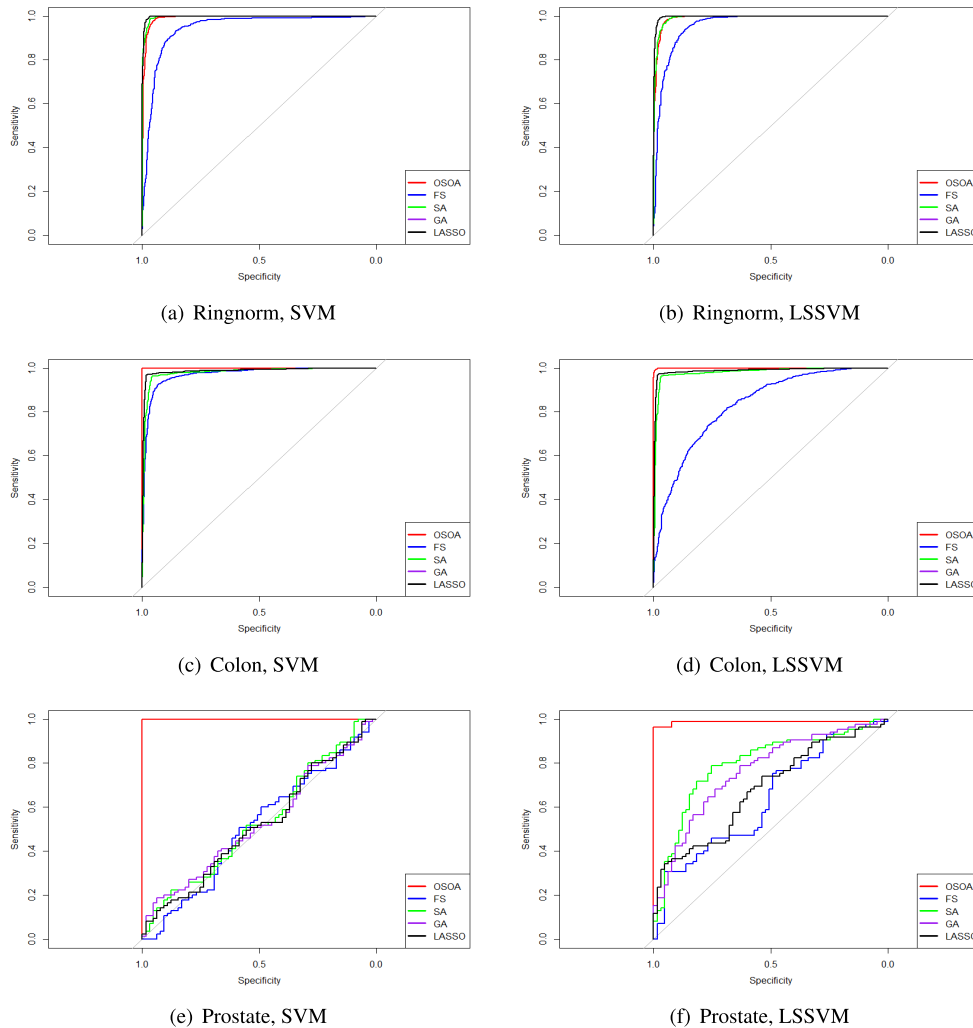 Sensitivity
0.0 0.2 0.4 0.6 0.8 1.0
OSOA
FS
SA
GA
LASSO
1.0 0.5 0.0
Specificity
(a) Ringnorm, SVM
Sensitivity
0.0 0.2 0.4 0.6 0.8 1.0
OSOA
FS
SA
GA
LASSO
1.0 0.5 0.0
Specificity
(b) Ringnorm, LSSVM
Sensitivity
0.0 0.2 0.4 0.6 0.8 1.0
OSOA
FS
SA
GA
LASSO
1.0 0.5 0.0
Specificity
(c) Colon, SVM
Sensitivity
0.0 0.2 0.4 0.6 0.8 1.0
OSOA
FS
SA
GA
LASSO
1.0 0.5 0.0
Specificity
(d) Colon, LSSVM
Sensitivity
0.0 0.2 0.4 0.6 0.8 1.0
OSOA
FS
SA
GA
LASSO
1.0 0.5 0.0
Specificity
(e) Prostate, SVM
Sensitivity
0.0 0.2 0.4 0.6 0.8 1.0
OSOA
FS
SA
GA
LASSO
1.0 0.5 0.0
Specificity
(f) Prostate, LSSVM